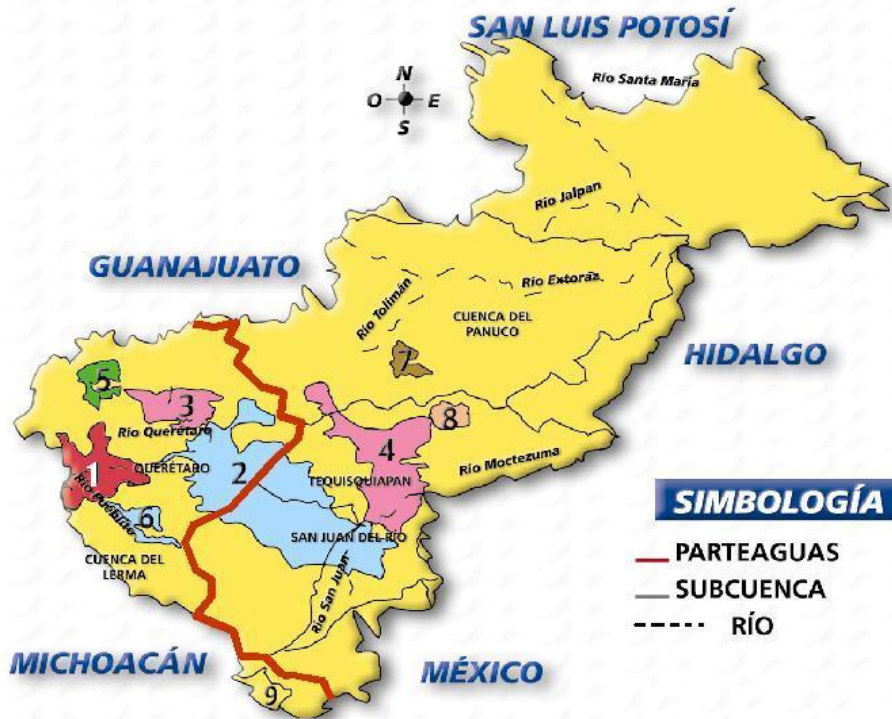 SAN LUIS POTOSÍ
Río Santa María
N
O
E
S
Río Jalpan
GUANAJUATO
Río Extoráz
Río Tolimán
CUENCA DEL
PANUCO
HIDALGO
7
5
3
8
Río Querétaro
4
1
QUERÉTARO
2
Río Moctezuma
TEQUISQUIAPAN
Río Pueblito
6
SAN JUAN DEL RÍO
CUENCA DEL
LERMA
Río San Juan
SIMBOLOGÍA
PARTEAGUAS
SUBCUENCA
RÍO
MICHOACÁN
MÉXICO
9